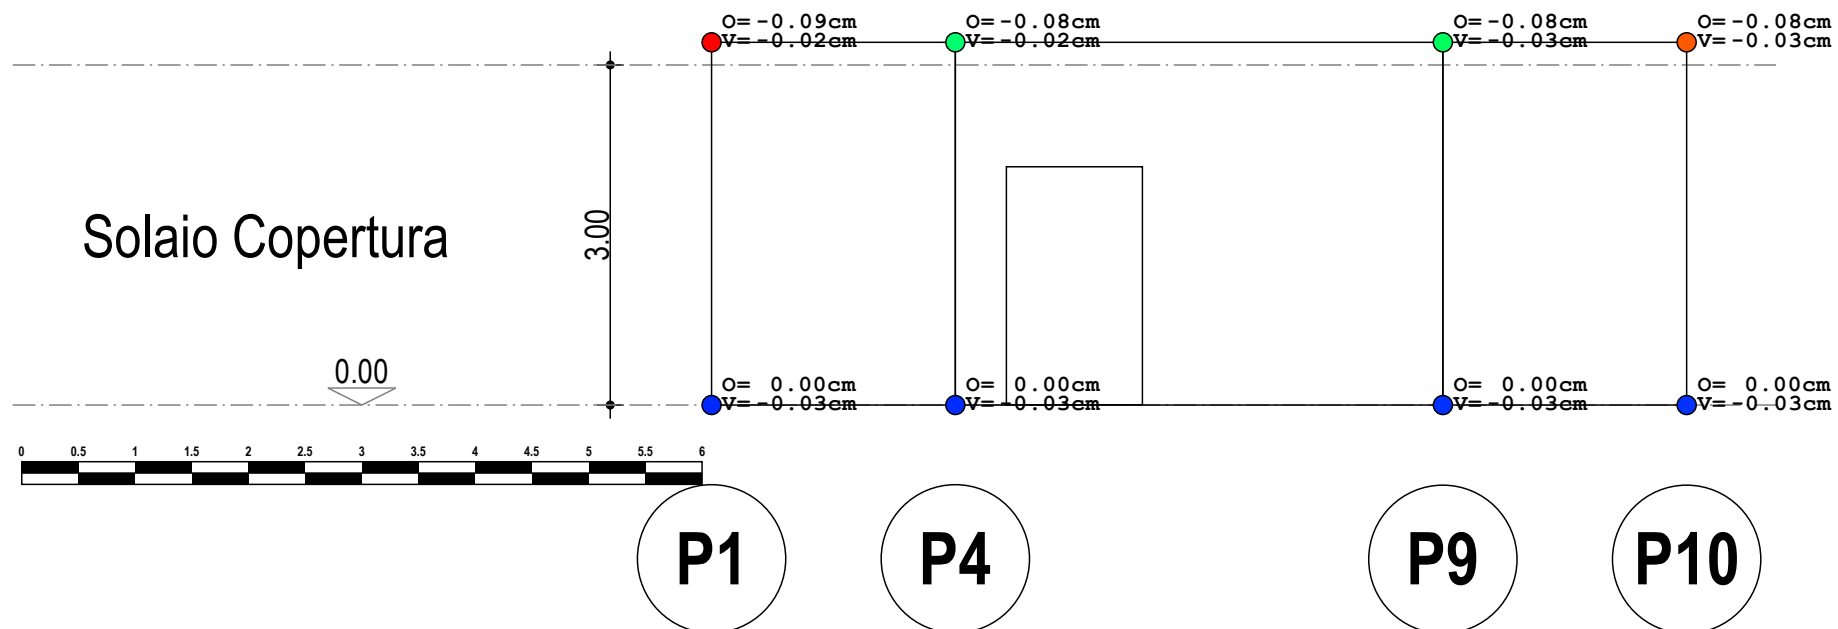 O=-0.09cm O=-0.08cm O=-0.08cm O=-0.08cm
V=-0.02cm V=-0.02cm V=-0.03cm V=-0.03cm
Solaio Copertura
3.00
0.00
O= 0.00cm O= 0.00cm O= 0.00cm O= 0.00cm
V=-0.03cm V=-0.03cm V=-0.03cm V=-0.03cm
0 0.5 1 1.5 2 2.5 3 3.5 4 4.5 5 5.5 6
P1 P4 P9 P10